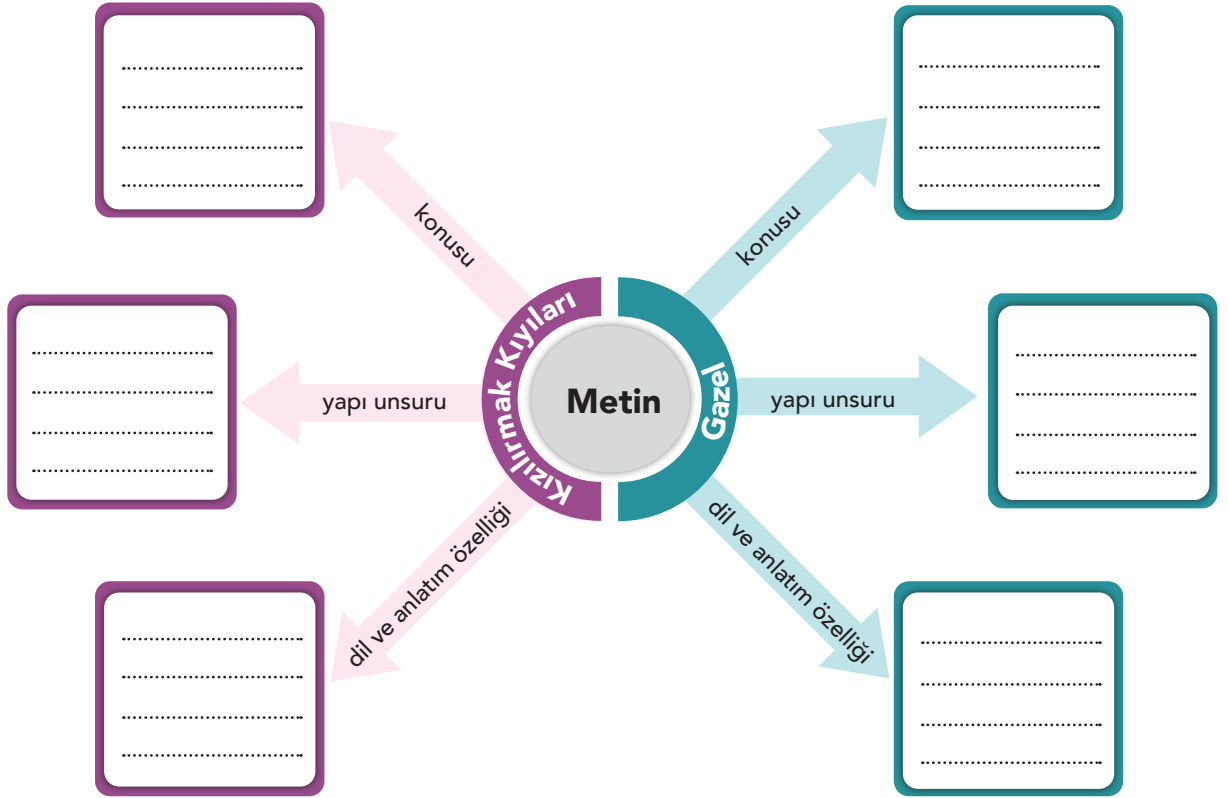 konusu
konusu
Kızılırmak Kıyıları
Metin
Gazel
yapı unsuru
yapı unsuru
dil ve anlatım özelliği
dil ve anlatım özelliği